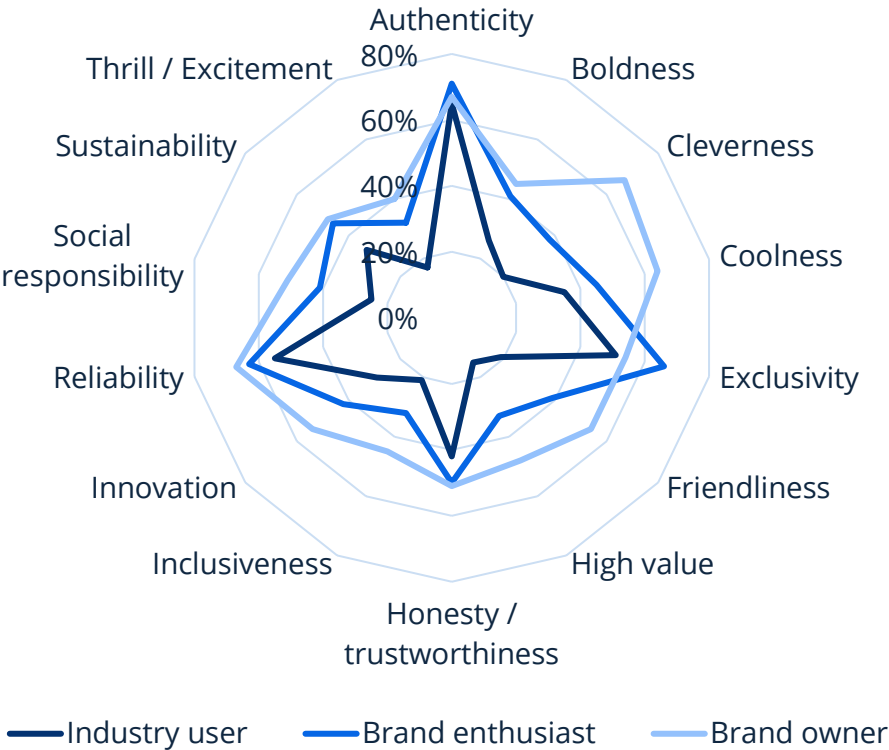 Authenticity
80%
Thrill / Excitement
Boldness
60%
Sustainability
Cleverness
40%
Social
responsibility
20%
Coolness
0%
Reliability
Exclusivity
Innovation
Friendliness
Inclusiveness
High value
Honesty /
trustworthiness
Industry user
Brand enthusiast
Brand owner